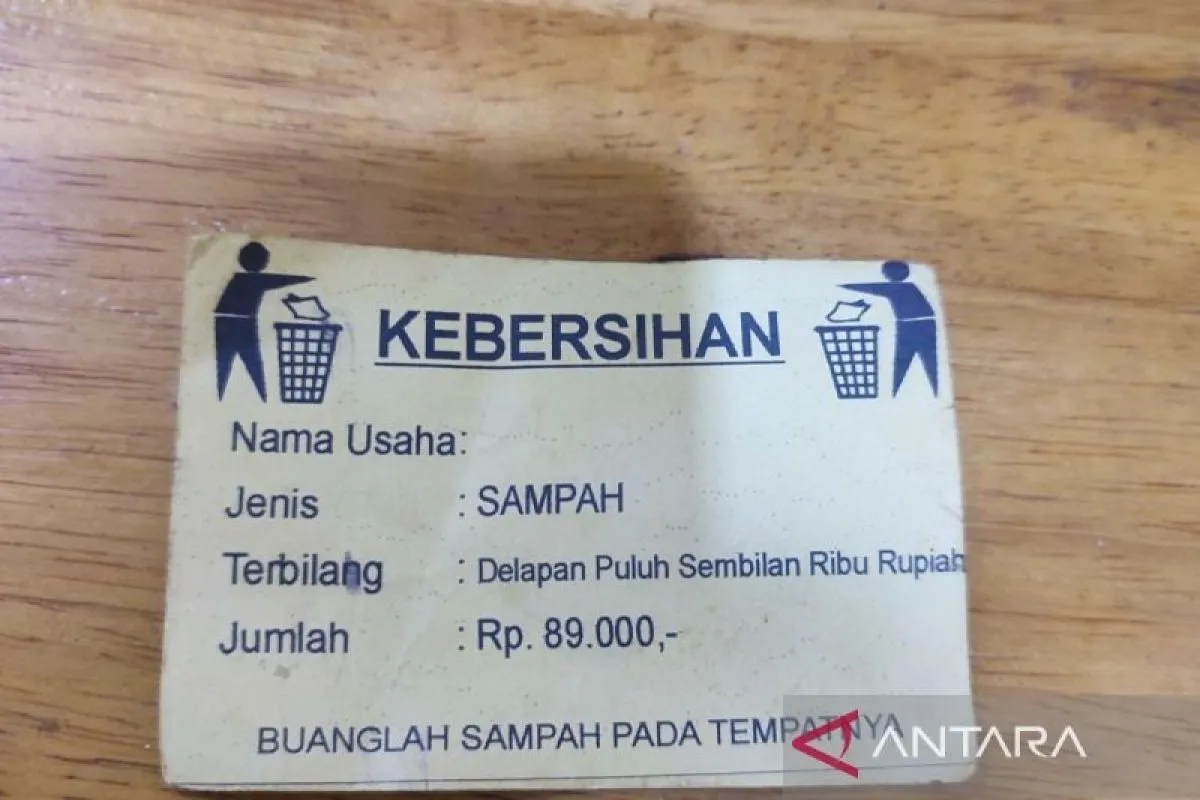 KEBERSIHAN
Nama Usaha:
Jenis : SAMPAH
Terbilang : Delapan Puluh Sembilan Ribu Rupiah
Jumlah : Rp. 89.000,-
BUANGLAH SAMPAH PADA TEMPATNYA
ANTARA